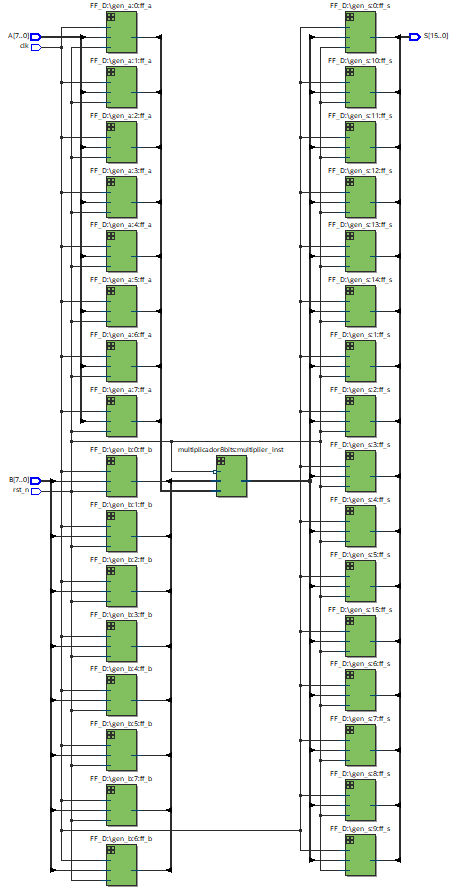 FF_D:\gen_a:0:ff_a
A[7..0]
clk
FF_D:\gen_a:1:ff_a
FF_D:\gen_a:2:ff_a
FF_D:\gen_a:3:ff_a
FF_D:\gen_a:4:ff_a
FF_D:\gen_a:5:ff_a
FF_D:\gen_a:6:ff_a
FF_D:\gen_a:7:ff_a
FF_D:\gen_b:0:ff_b
B[7..0]
rst_n
FF_D:\gen_b:1:ff_b
FF_D:\gen_b:2:ff_b
FF_D:\gen_b:3:ff_b
FF_D:\gen_b:4:ff_b
FF_D:\gen_b:5:ff_b
FF_D:\gen_b:7:ff_b
FF_D:\gen_b:6:ff_b
multiplicador8bits:multiplier_inst
FF_D:\gen_s:0:ff_s
S[15..0]
FF_D:\gen_s:10:ff_s
FF_D:\gen_s:11:ff_s
FF_D:\gen_s:12:ff_s
FF_D:\gen_s:13:ff_s
FF_D:\gen_s:14:ff_s
FF_D:\gen_s:1:ff_s
FF_D:\gen_s:2:ff_s
FF_D:\gen_s:3:ff_s
FF_D:\gen_s:4:ff_s
FF_D:\gen_s:5:ff_s
FF_D:\gen_s:15:ff_s
FF_D:\gen_s:6:ff_s
FF_D:\gen_s:7:ff_s
FF_D:\gen_s:8:ff_s
FF_D:\gen_s:9:ff_s